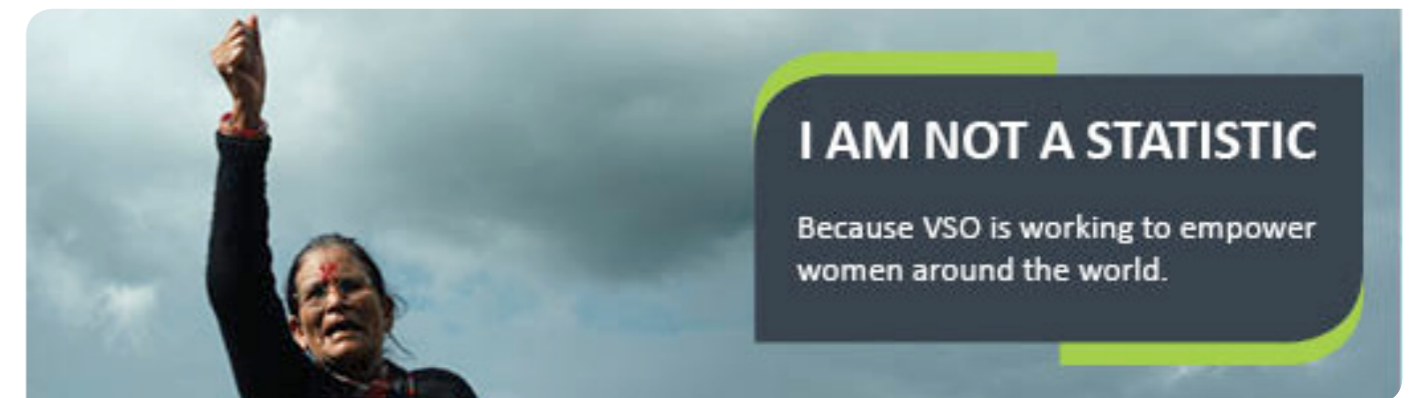 I AM NOT A STATISTIC
Because VSO is working to empower
women around the world.